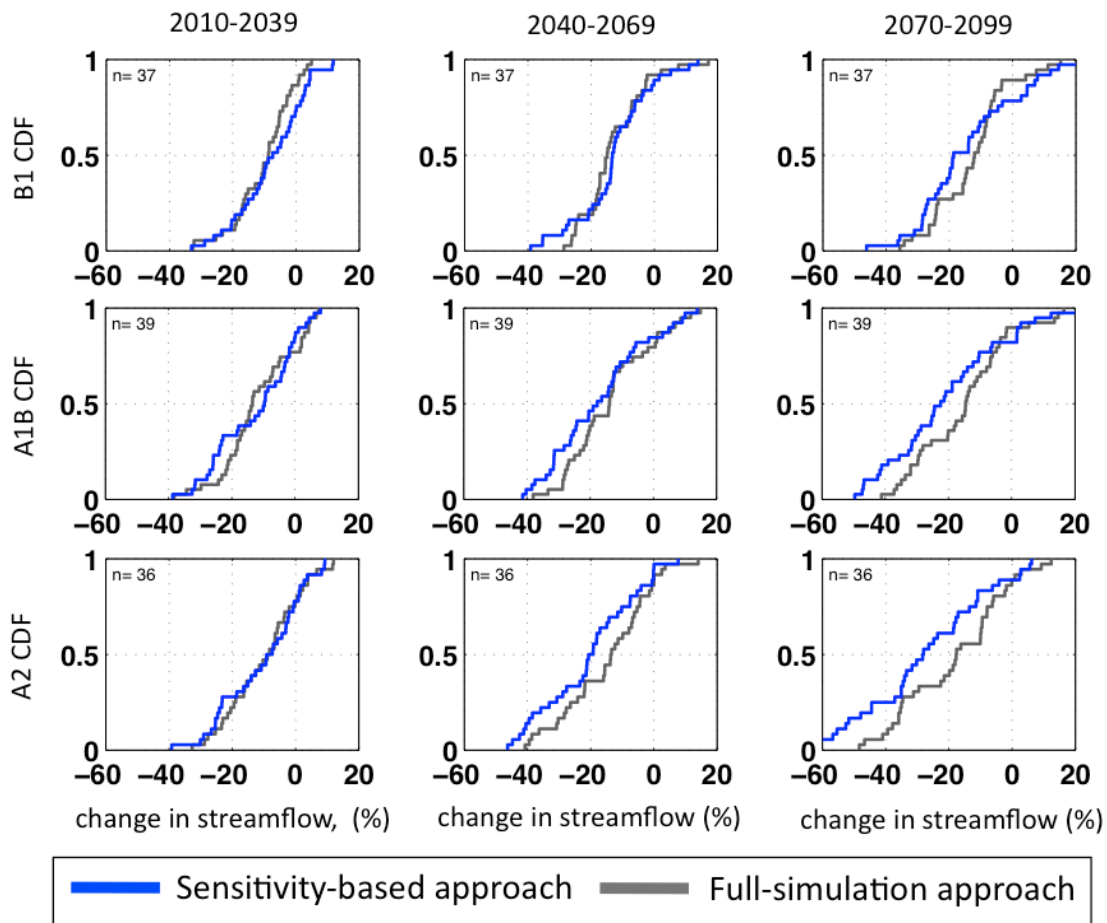 2010-2039 2040-2069 2070-2099
B1 CDF
1 n= 37 1 n= 37 1 n= 37
0.5 0.5 0.5
0 0 0
−60 −40 −20 0 20 −60 −40 −20 0 20 −60 −40 −20 0 20
A1B CDF
1 n= 39 1 n= 39 1 n= 39
0.5 0.5 0.5
0 0 0
−60 −40 −20 0 20 −60 −40 −20 0 20 −60 −40 −20 0 20
A2 CDF
1 n= 36 1 n= 36 1 n= 36
0.5 0.5 0.5
0 0 0
−60 −40 −20 0 20 −60 −40 −20 0 20 −60 −40 −20 0 20
change in streamflow, (%) change in streamflow (%) change in streamflow (%)
Sensitivity-based approach Full-simulation approach